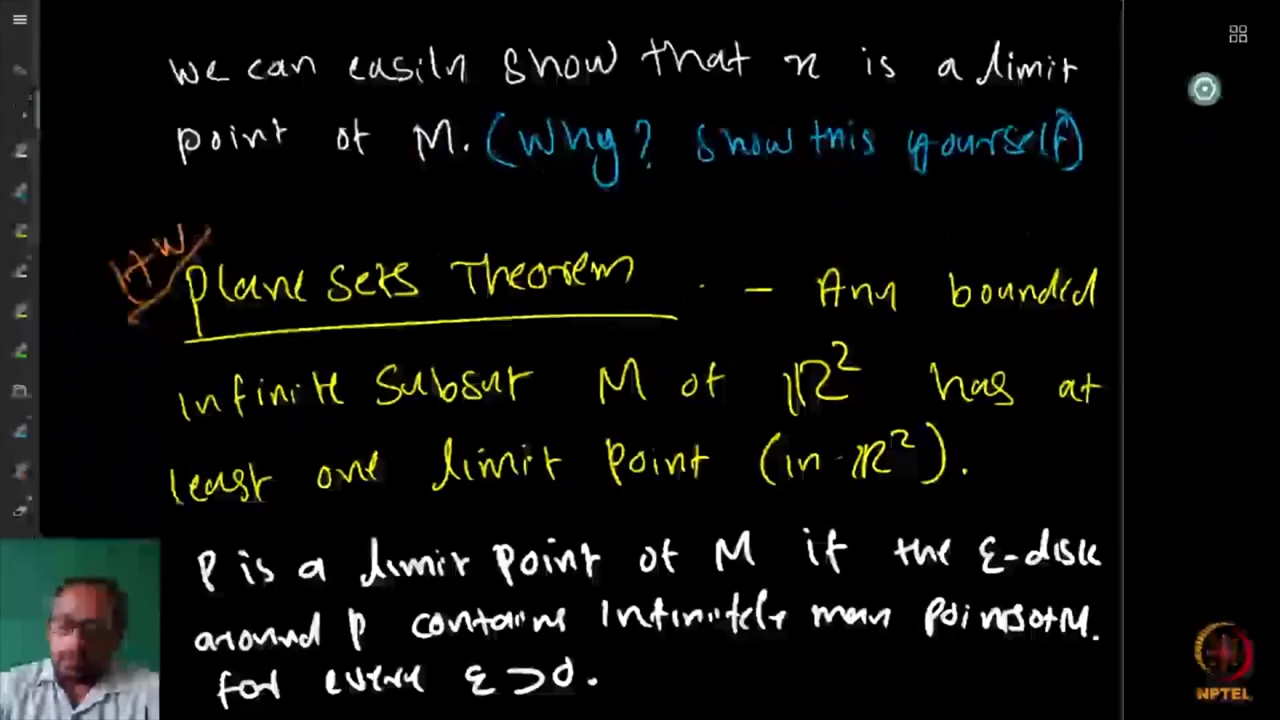 we can easily show that x is a limit
point of M. (Why? show this yourself)
HW
Plane sets Theorem - Any bounded
infinite subset M of ℝ² has at
least one limit point (in ℝ²).
P is a limit point of M if the ε-disk
around p contains infinitely many points of M.
for every ε>0.
NPTEL